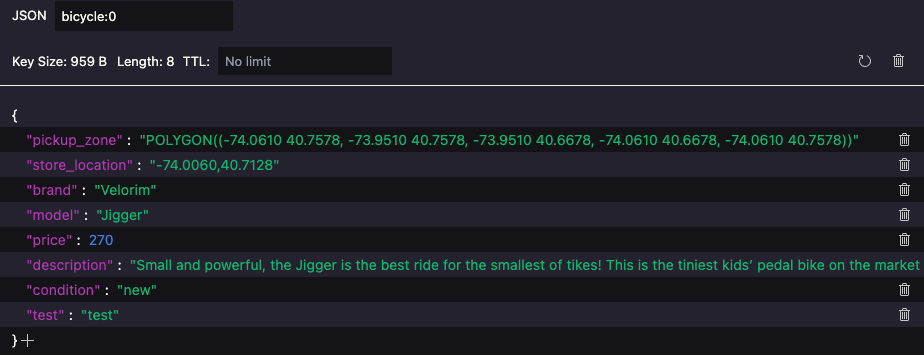 JSON bicycle:0
Key Size: 959 B Length: 8 TTL: No limit
{
"pickup_zone" : "POLYGON((-74.0610 40.7578, -73.9510 40.7578, -73.9510 40.6678, -74.0610 40.6678, -74.0610 40.7578))"
"store_location" : "-74.0060,40.7128"
"brand" : "Velorim"
"model" : "Jigger"
"price" : 270
"description" : "Small and powerful, the Jigger is the best ride for the smallest of tikes! This is the tiniest kids’ pedal bike on the market
"condition" : "new"
"test" : "test"
}